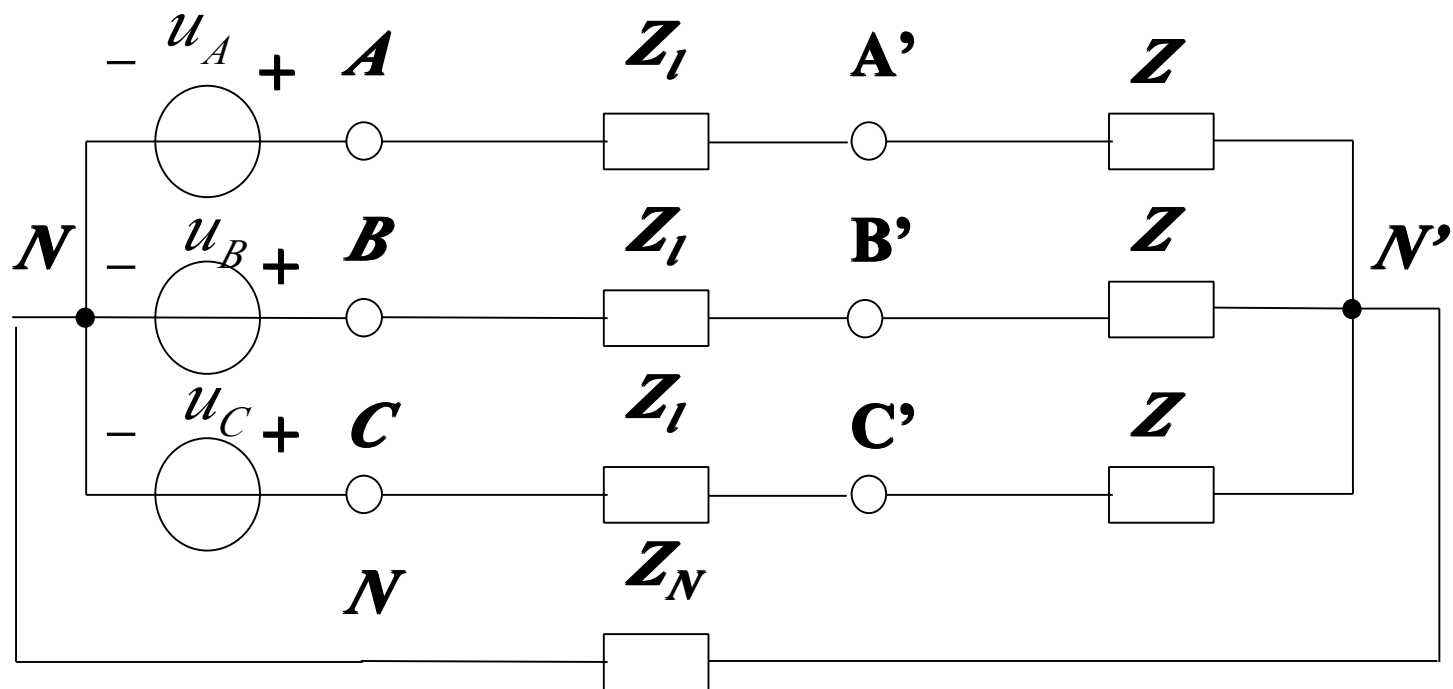 − u_A + A Z_l A’ Z
N − u_B + B Z_l B’ Z N’
− u_C + C Z_l C’ Z
N Z_N